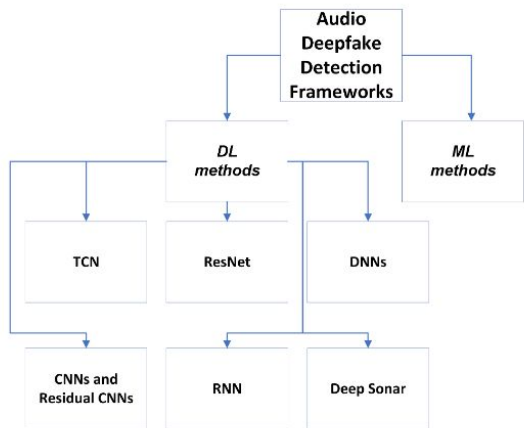 Audio
Deepfake
Detection
Frameworks
DL
methods
ML
methods
TCN
ResNet
DNNs
CNNs and
Residual CNNs
RNN
Deep Sonar